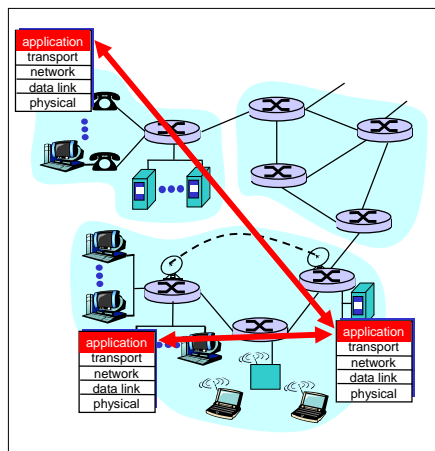 application
transport
network
data link
physical
application
transport
network
data link
physical
application
transport
network
data link
physical